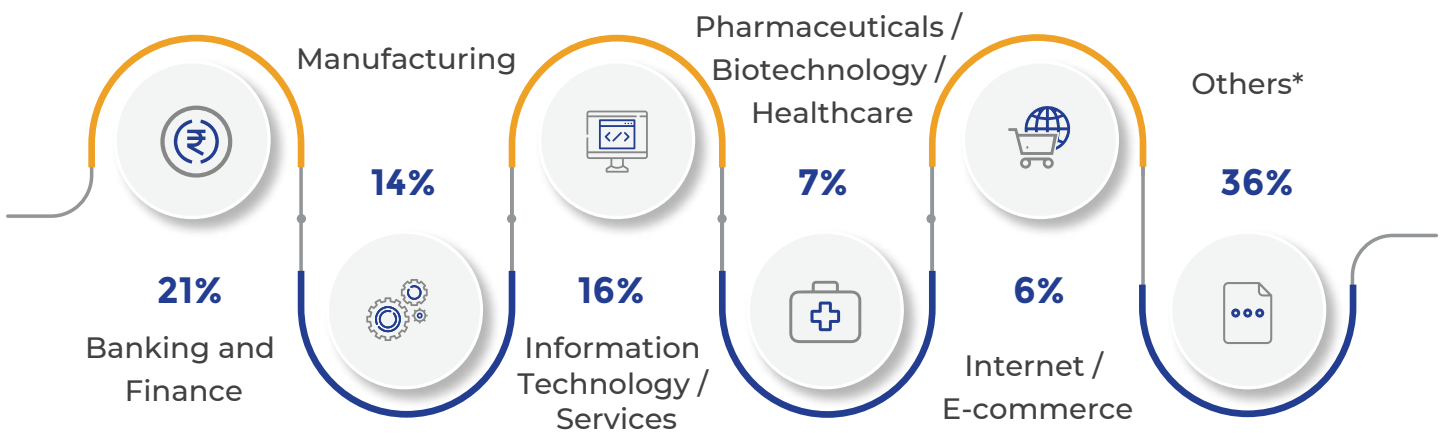 21%
Banking and
Finance
Manufacturing
14%
16%
Information
Technology /
Services
Pharmaceuticals /
Biotechnology /
Healthcare
7%
6%
Internet /
E-commerce
Others*
36%